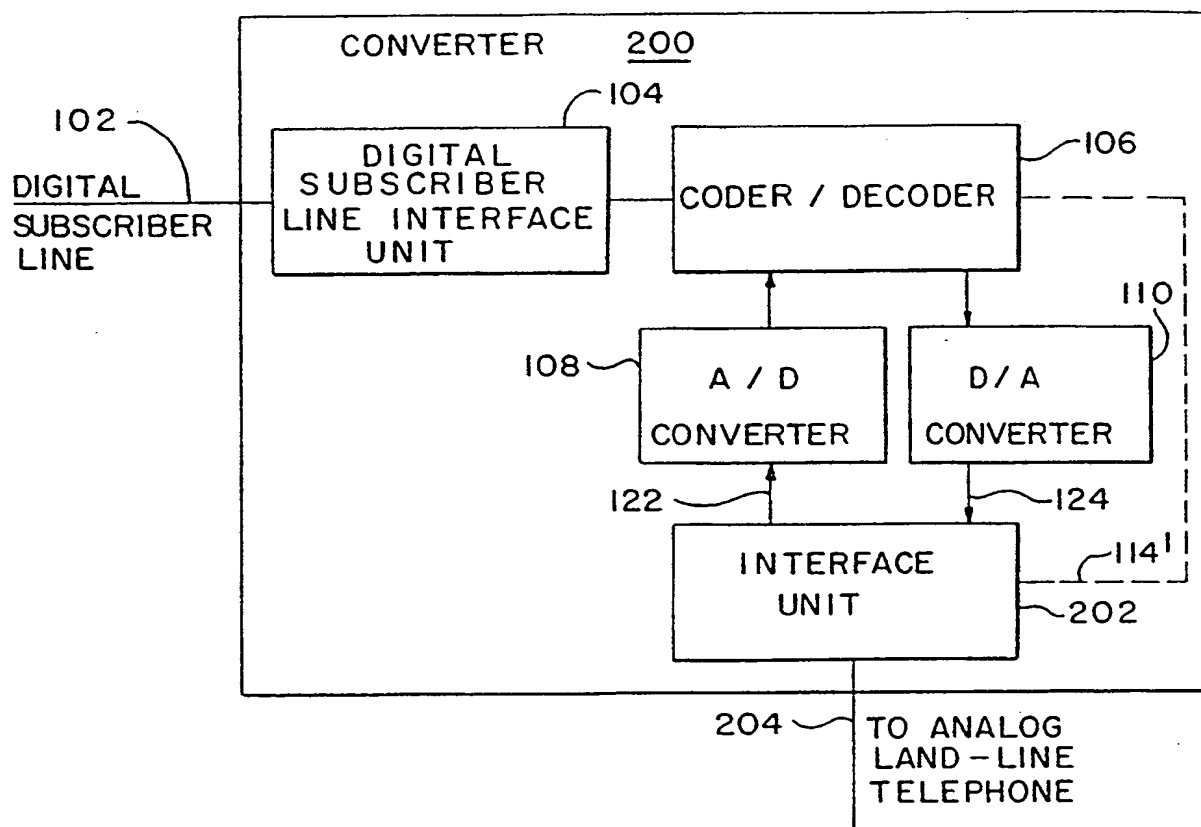 CONVERTER 200
104
102
DIGITAL
SUBSCRIBER
LINE
DIGITAL
SUBSCRIBER
LINE INTERFACE
UNIT
CODER / DECODER
106
108
A / D
CONVERTER
D/A
CONVERTER
110
122
124
INTERFACE
UNIT
114'
202
204
TO ANALOG
LAND-LINE
TELEPHONE